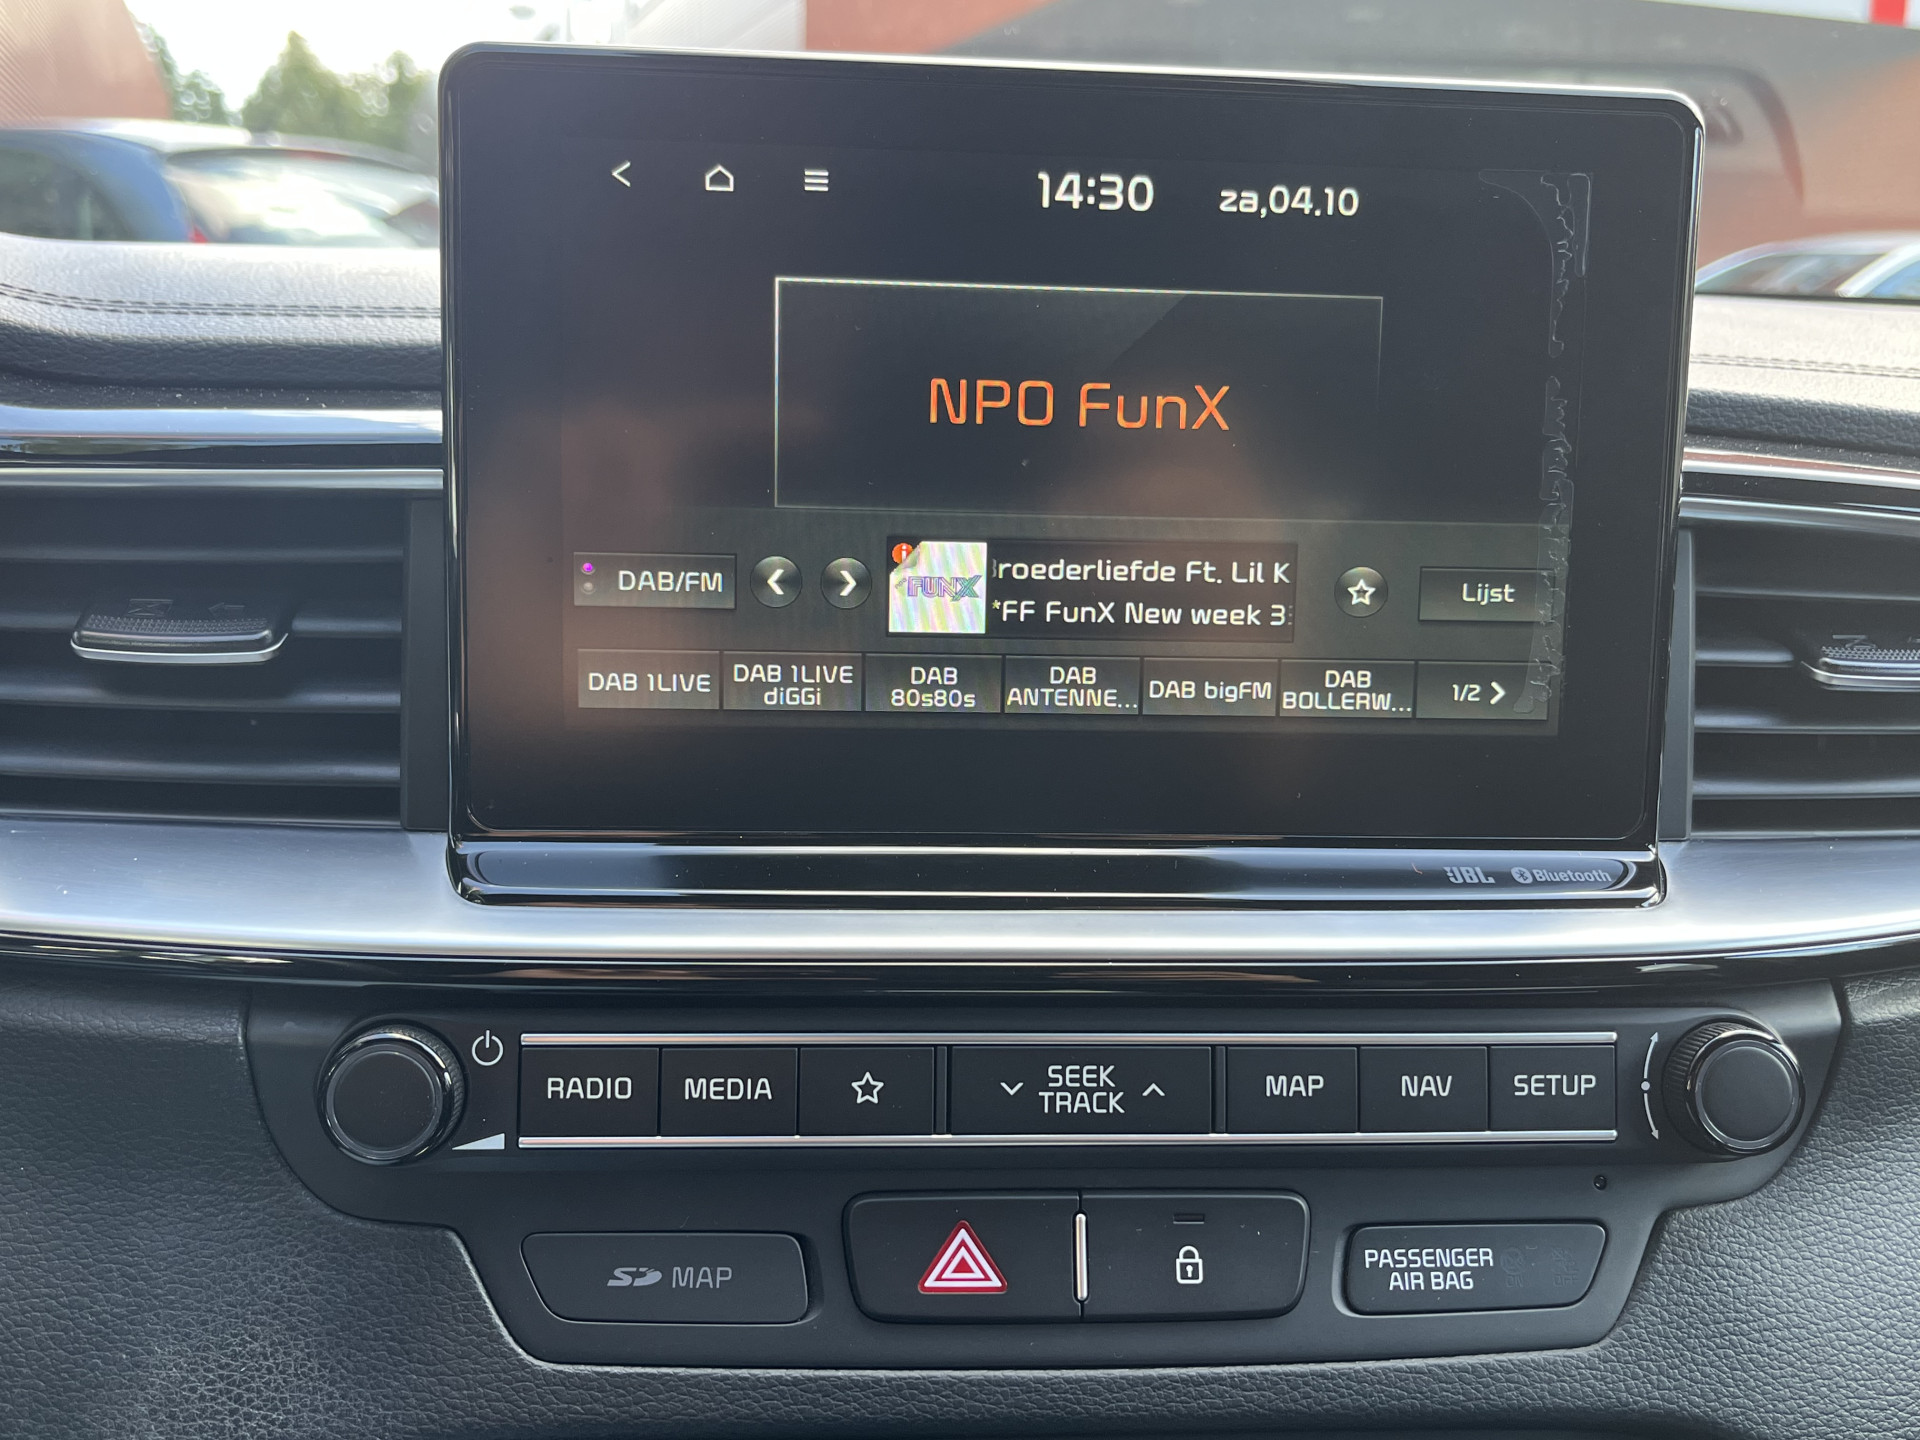 14:30 za,04.10
NPO FunX
DAB/FM
FUNX
roederliefde Ft. Lil K
*FF FunX New week 3
Lijst
DAB 1LIVE
DAB 1LIVE
diGGi
DAB
80s80s
DAB
ANTENNE...
DAB bigFM
DAB
BOLLERW...
1/2
JBL Bluetooth
RADIO
MEDIA
SEEK
TRACK
MAP
NAV
SETUP
SD MAP
PASSENGER
AIR BAG